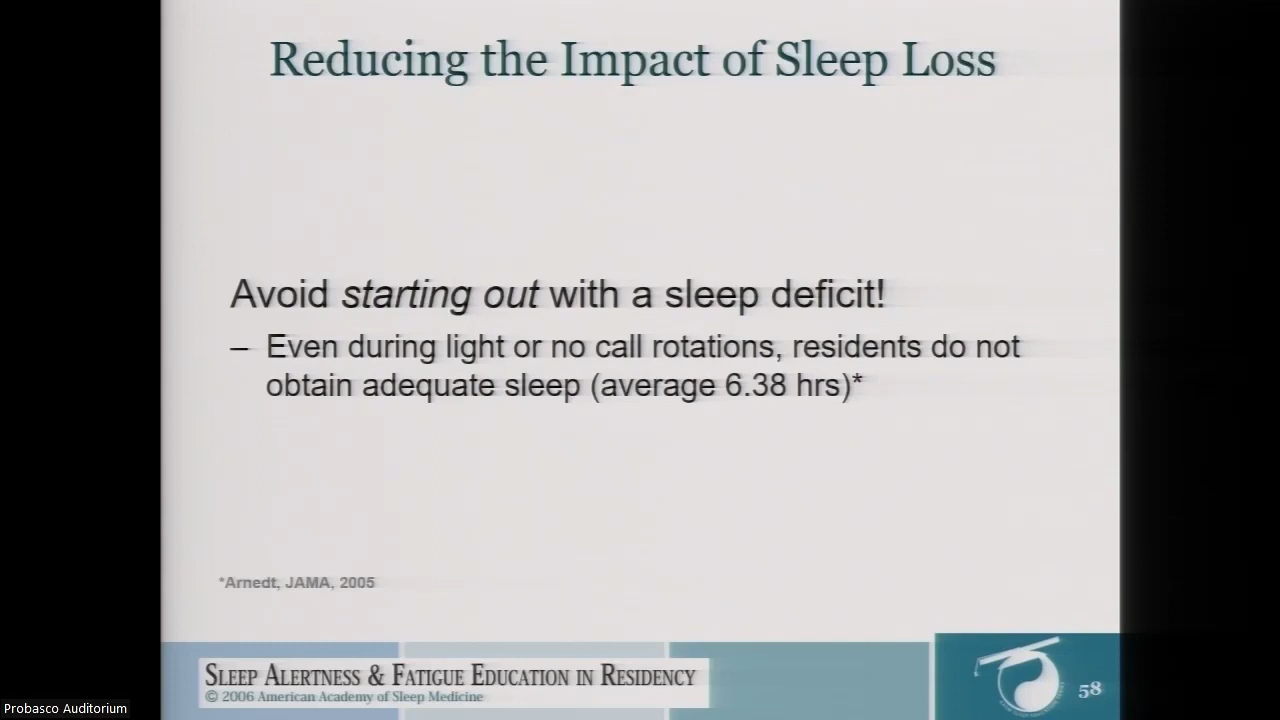 Reducing the Impact of Sleep Loss
Avoid starting out with a sleep deficit!
– Even during light or no call rotations, residents do not
obtain adequate sleep (average 6.38 hrs)*
*Arnedt, JAMA, 2005
SLEEP ALERTNESS & FATIGUE EDUCATION IN RESIDENCY
© 2006 American Academy of Sleep Medicine
58
Probasco Auditorium